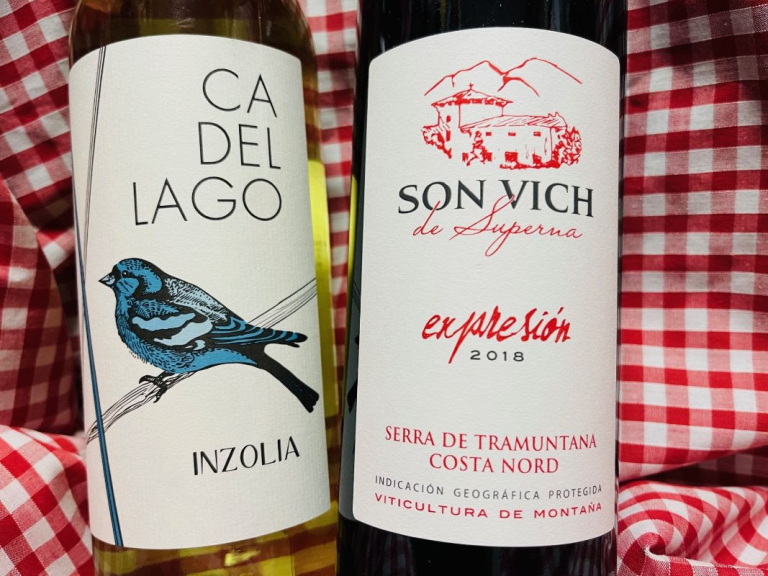 CA
DEL
LAGO
INZOLIA
SON VICH
de Superna
expresión
2018
SERRA DE TRAMUNTANA
COSTA NORD
INDICACIÓN GEOGRÁFICA PROTEGIDA
VITICULTURA DE MONTAÑA